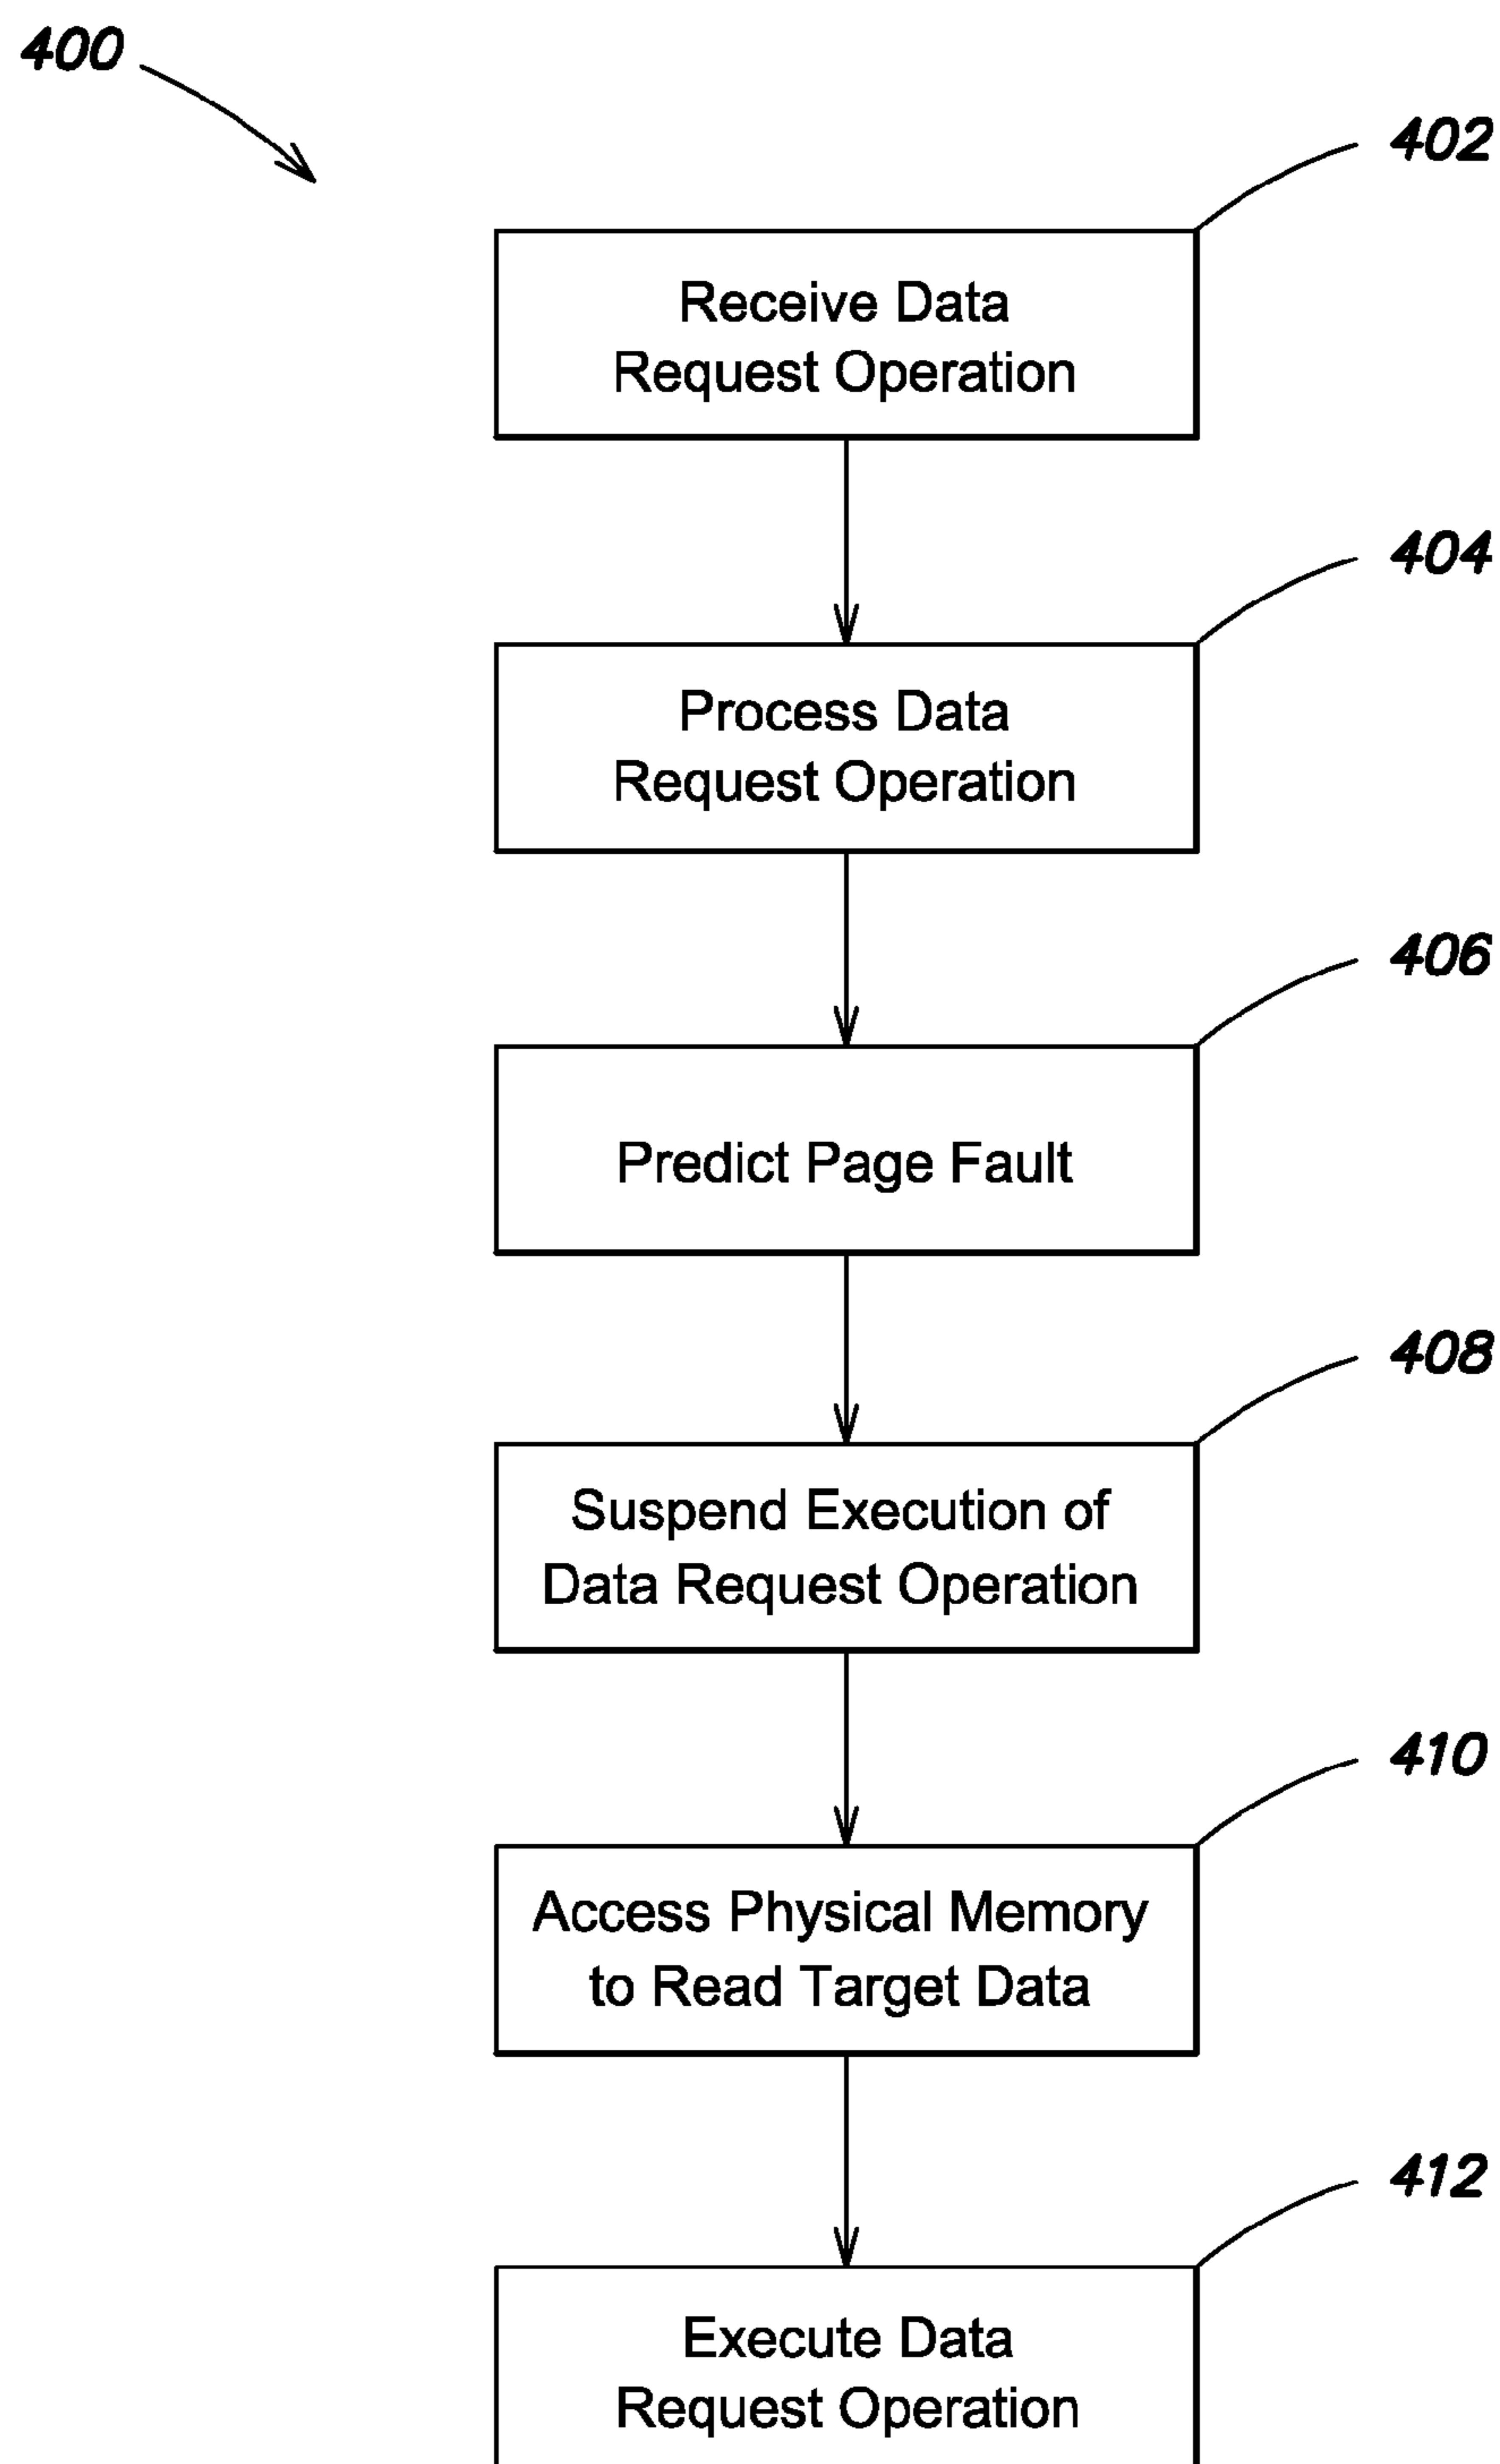 400
402
Receive Data
Request Operation
404
Process Data
Request Operation
406
Predict Page Fault
408
Suspend Execution of
Data Request Operation
410
Access Physical Memory
to Read Target Data
412
Execute Data
Request Operation